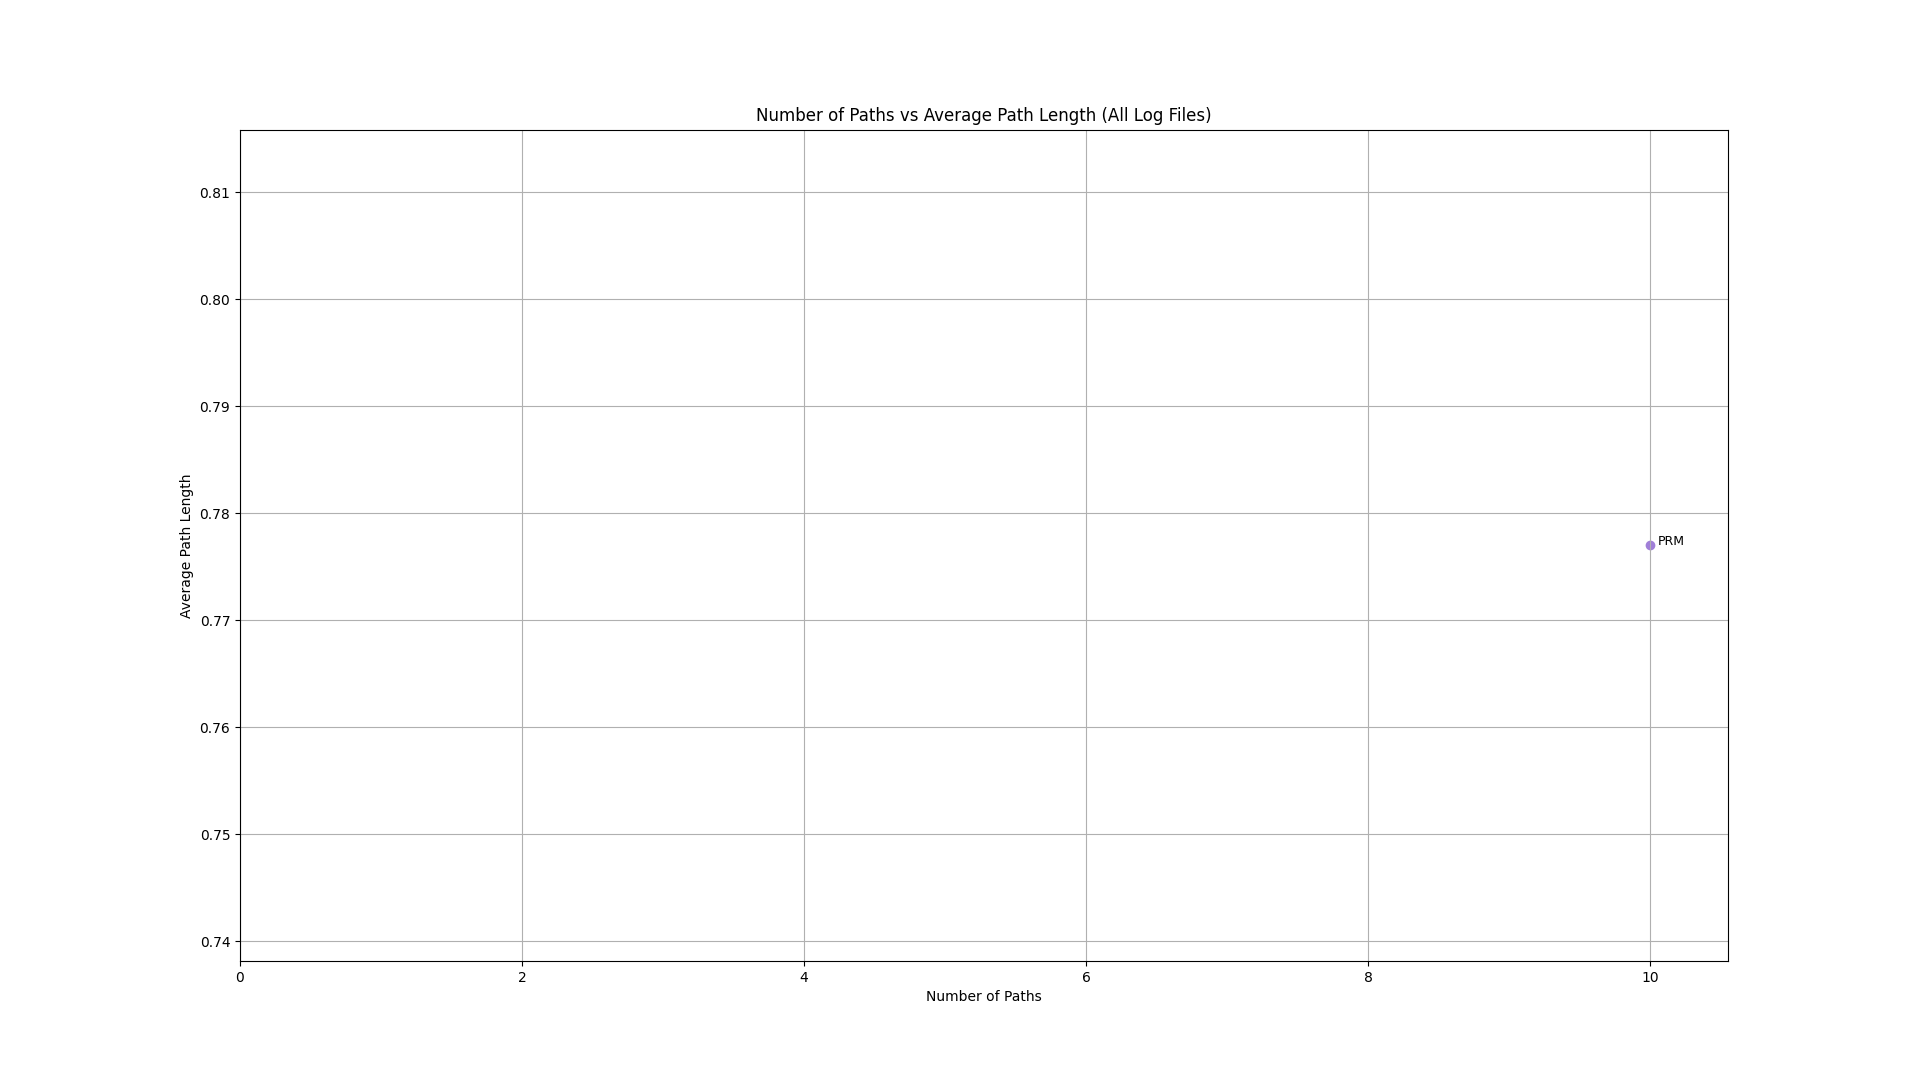 Number of Paths vs Average Path Length (All Log Files)
0.81
0.80
0.79
0.78
0.77
0.76
0.75
0.74
Average Path Length
PRM
0 2 4 6 8 10
Number of Paths